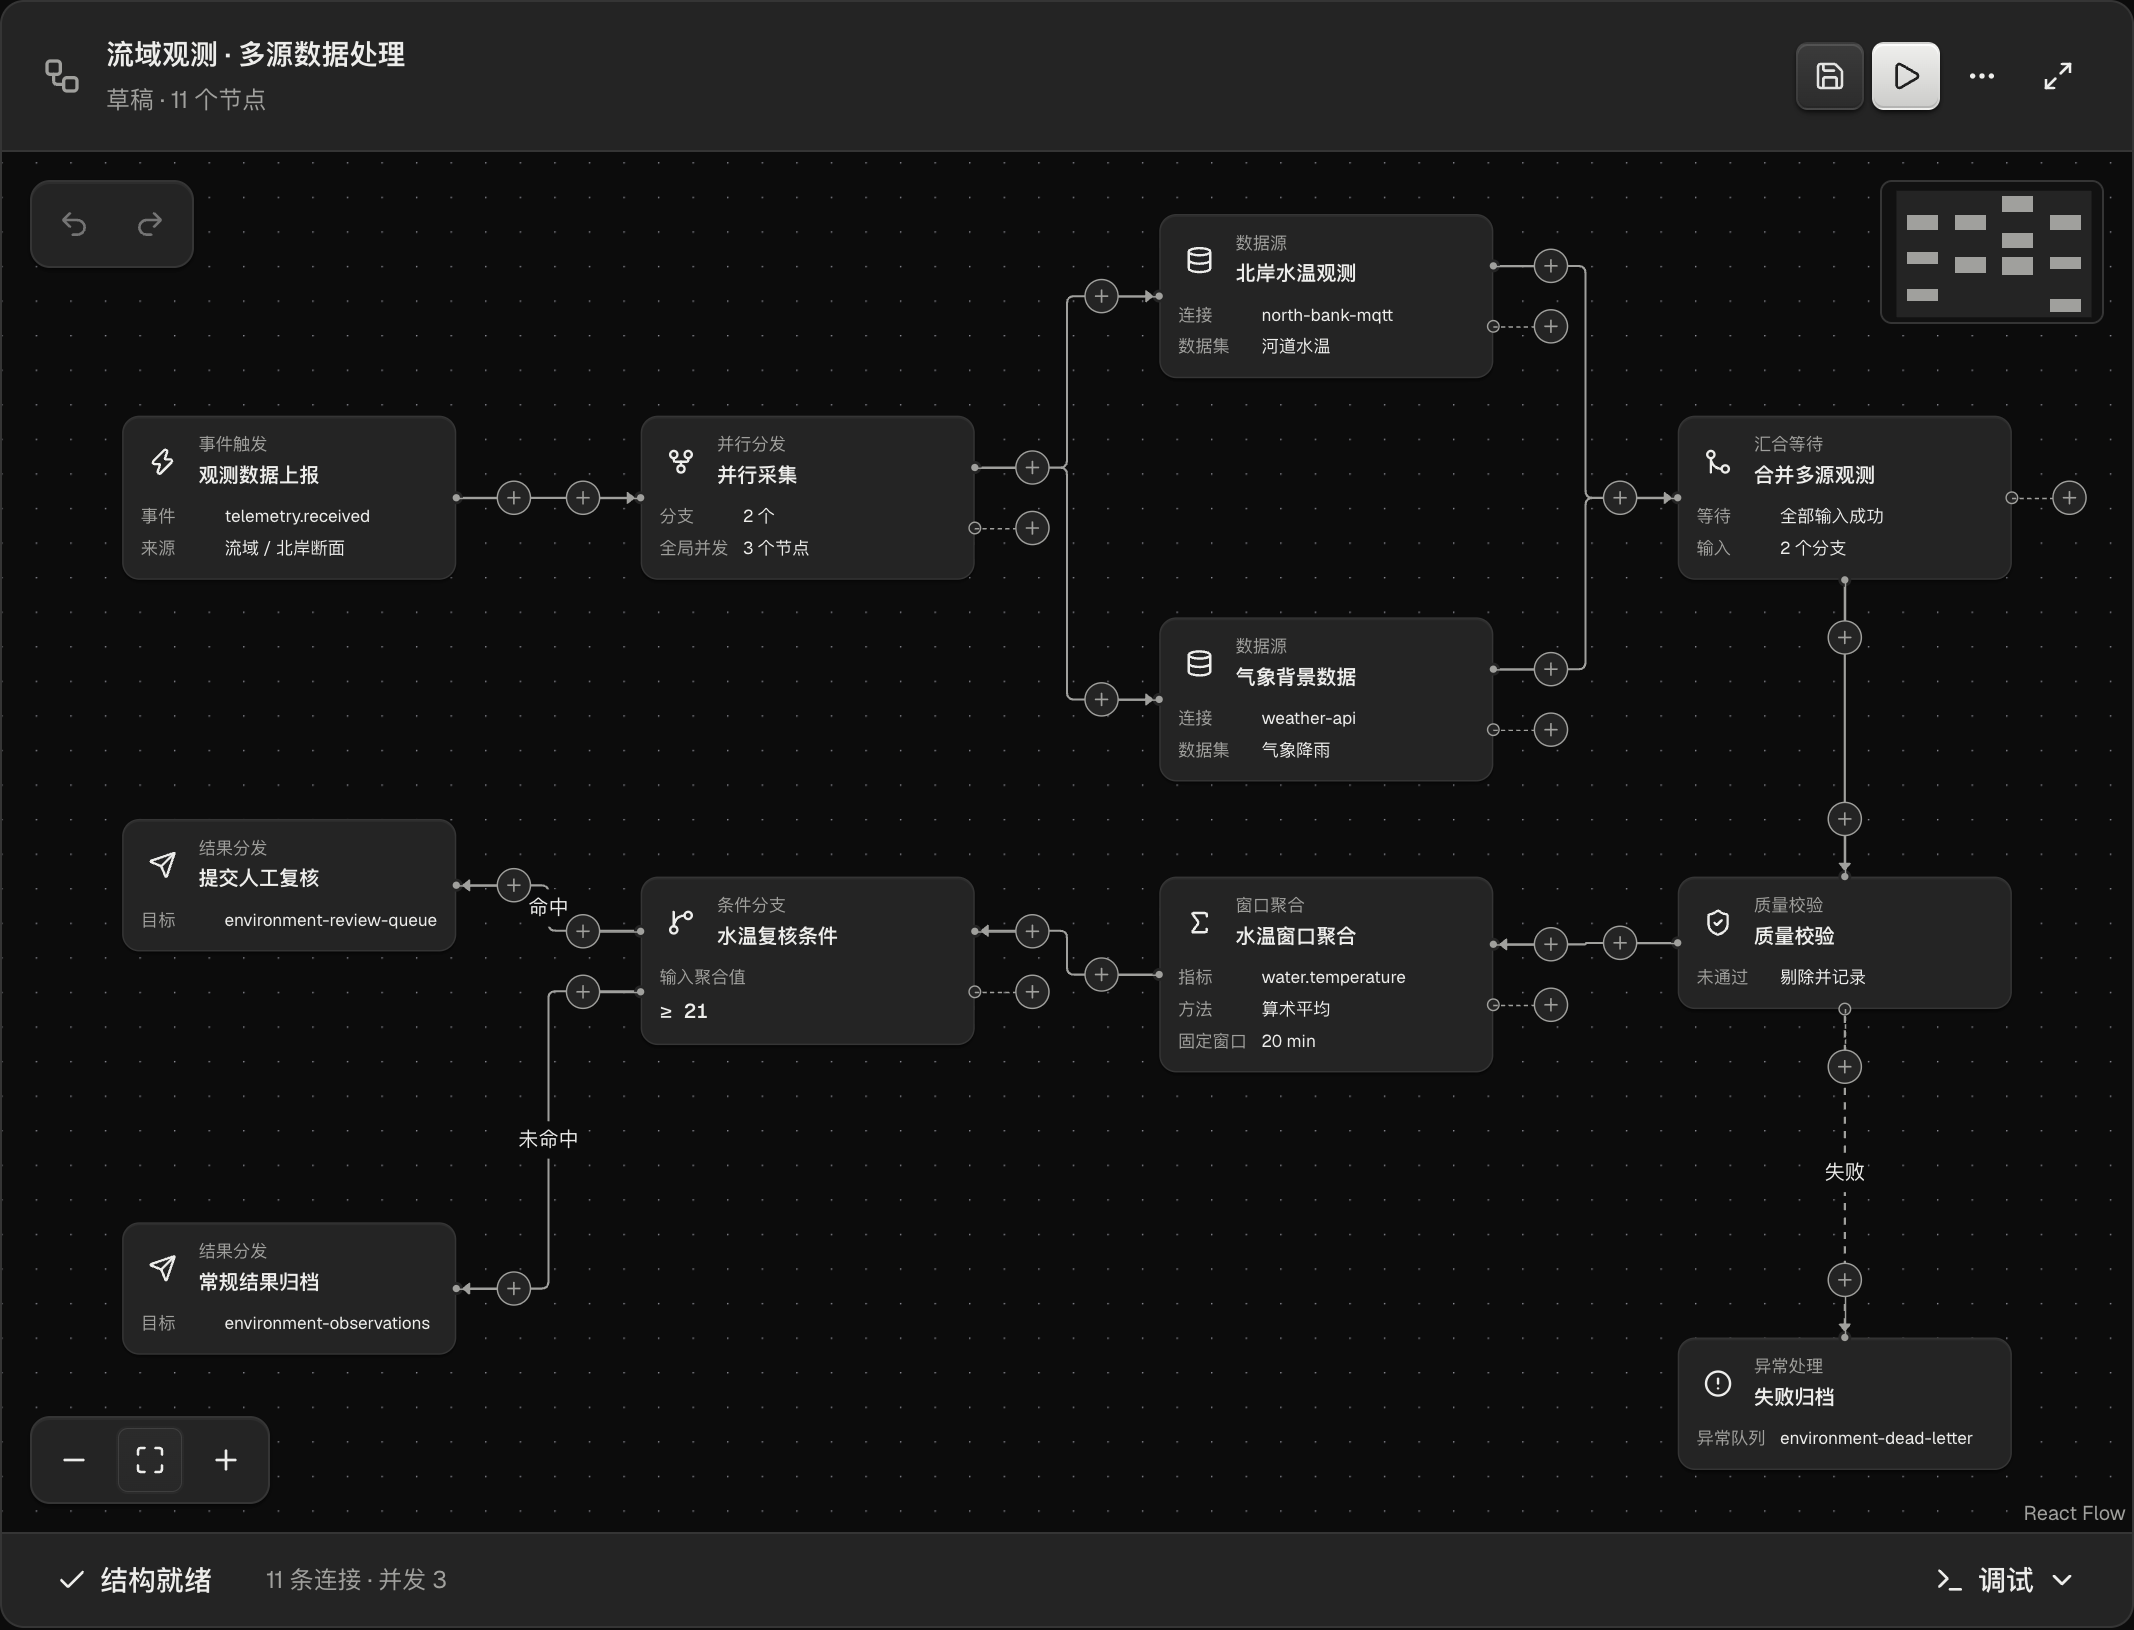 流域观测 · 多源数据处理
草稿 · 11 个节点
数据源
北岸水温观测
连接 north-bank-mqtt
数据集 河道水温
事件触发
观测数据上报
事件 telemetry.received
来源 流域 / 北岸断面
并行分发
并行采集
分支 2 个
全局并发 3 个节点
汇合等待
合并多源观测
等待 全部输入成功
输入 2 个分支
数据源
气象背景数据
连接 weather-api
数据集 气象降雨
结果分发
提交人工复核
目标 environment-review-queue
命中
条件分支
水温复核条件
输入聚合值
≥ 21
窗口聚合
水温窗口聚合
指标 water.temperature
方法 算术平均
固定窗口 20 min
质量校验
质量校验
未通过 剔除并记录
未命中
失败
结果分发
常规结果归档
目标 environment-observations
异常处理
失败归档
异常队列 environment-dead-letter
React Flow
结构就绪 11 条连接 · 并发 3
调试